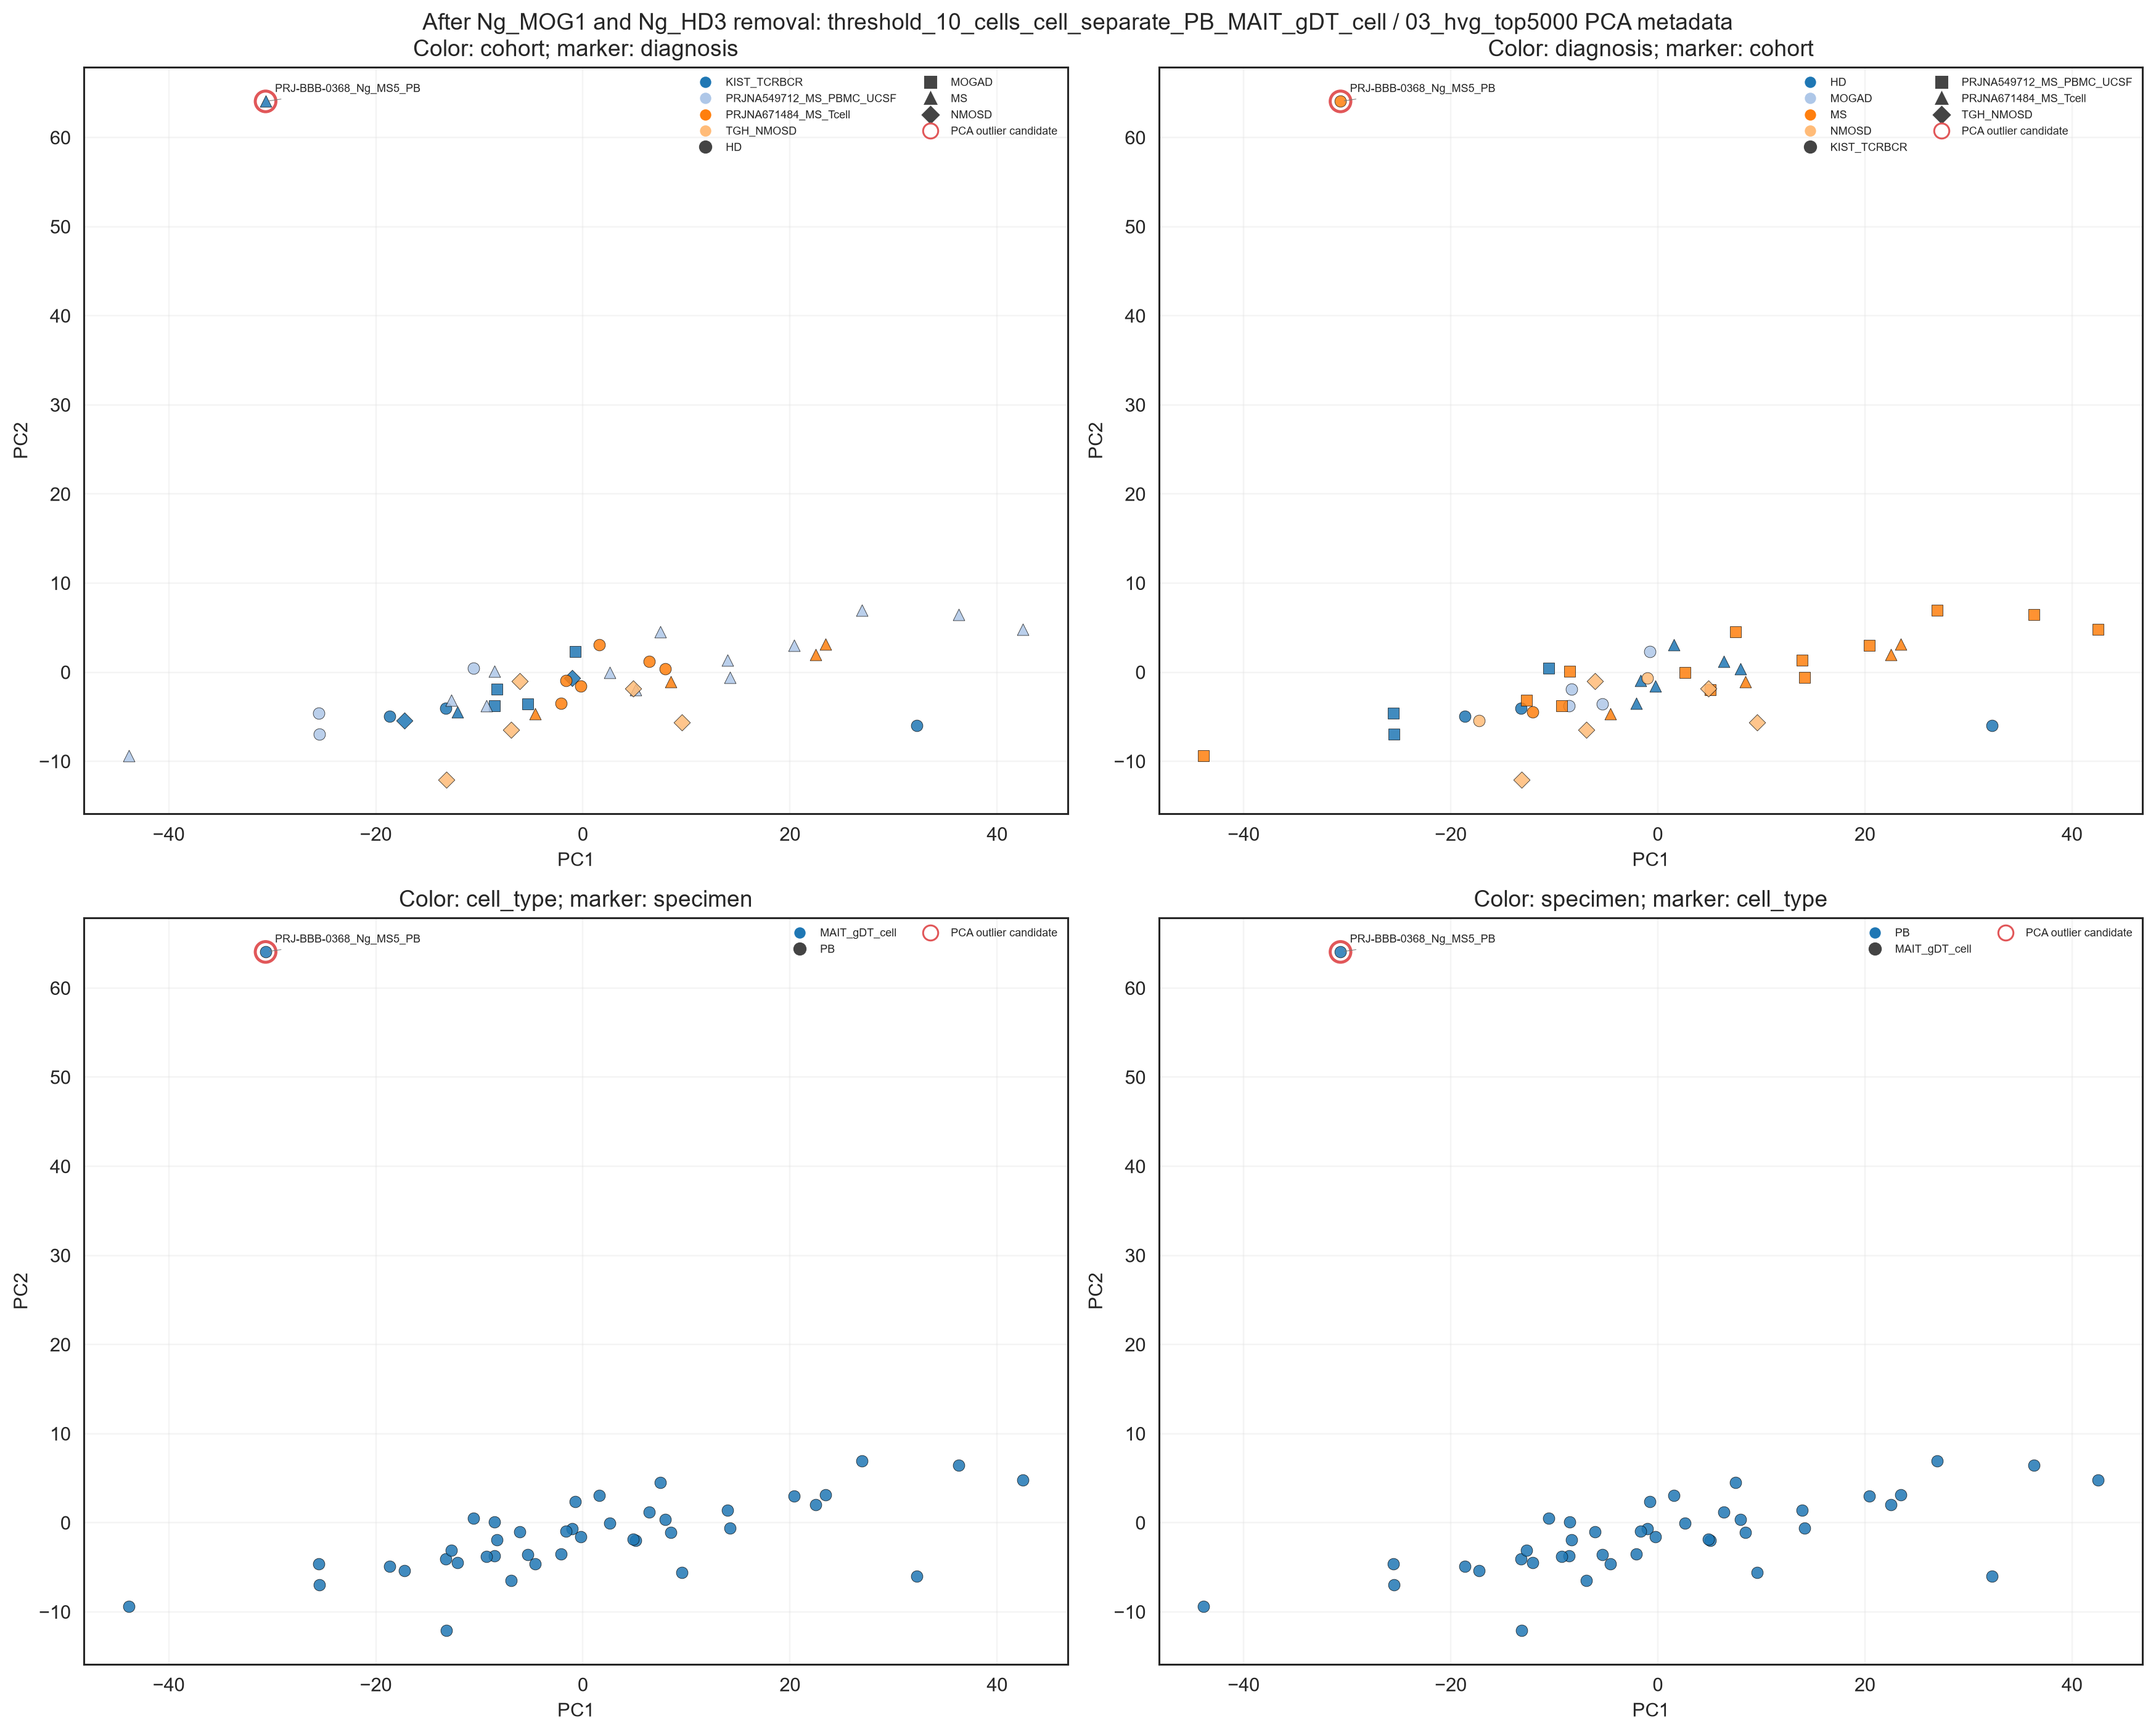 After Ng_MOG1 and Ng_HD3 removal: threshold_10_cells_cell_separate_PB_MAIT_gDT_cell / 03_hvg_top5000 PCA metadata
Color: cohort; marker: diagnosis
PRJ-BBB-0368_Ng_MS5_PB
KIST_TCRBCR
PRJNA549712_MS_PBMC_UCSF
PRJNA671484_MS_Tcell
TGH_NMOSD
HD
MOGAD
MS
NMOSD
PCA outlier candidate
60
50
40
30
20
10
0
−10
PC2
−40
−20
0
20
40
PC1
Color: diagnosis; marker: cohort
PRJ-BBB-0368_Ng_MS5_PB
HD
MOGAD
MS
NMOSD
KIST_TCRBCR
PRJNA549712_MS_PBMC_UCSF
PRJNA671484_MS_Tcell
TGH_NMOSD
PCA outlier candidate
60
50
40
30
20
10
0
−10
PC2
−40
−20
0
20
40
PC1
Color: cell_type; marker: specimen
PRJ-BBB-0368_Ng_MS5_PB
MAIT_gDT_cell
PB
PCA outlier candidate
60
50
40
30
20
10
0
−10
PC2
−40
−20
0
20
40
PC1
Color: specimen; marker: cell_type
PRJ-BBB-0368_Ng_MS5_PB
PB
MAIT_gDT_cell
PCA outlier candidate
60
50
40
30
20
10
0
−10
PC2
−40
−20
0
20
40
PC1